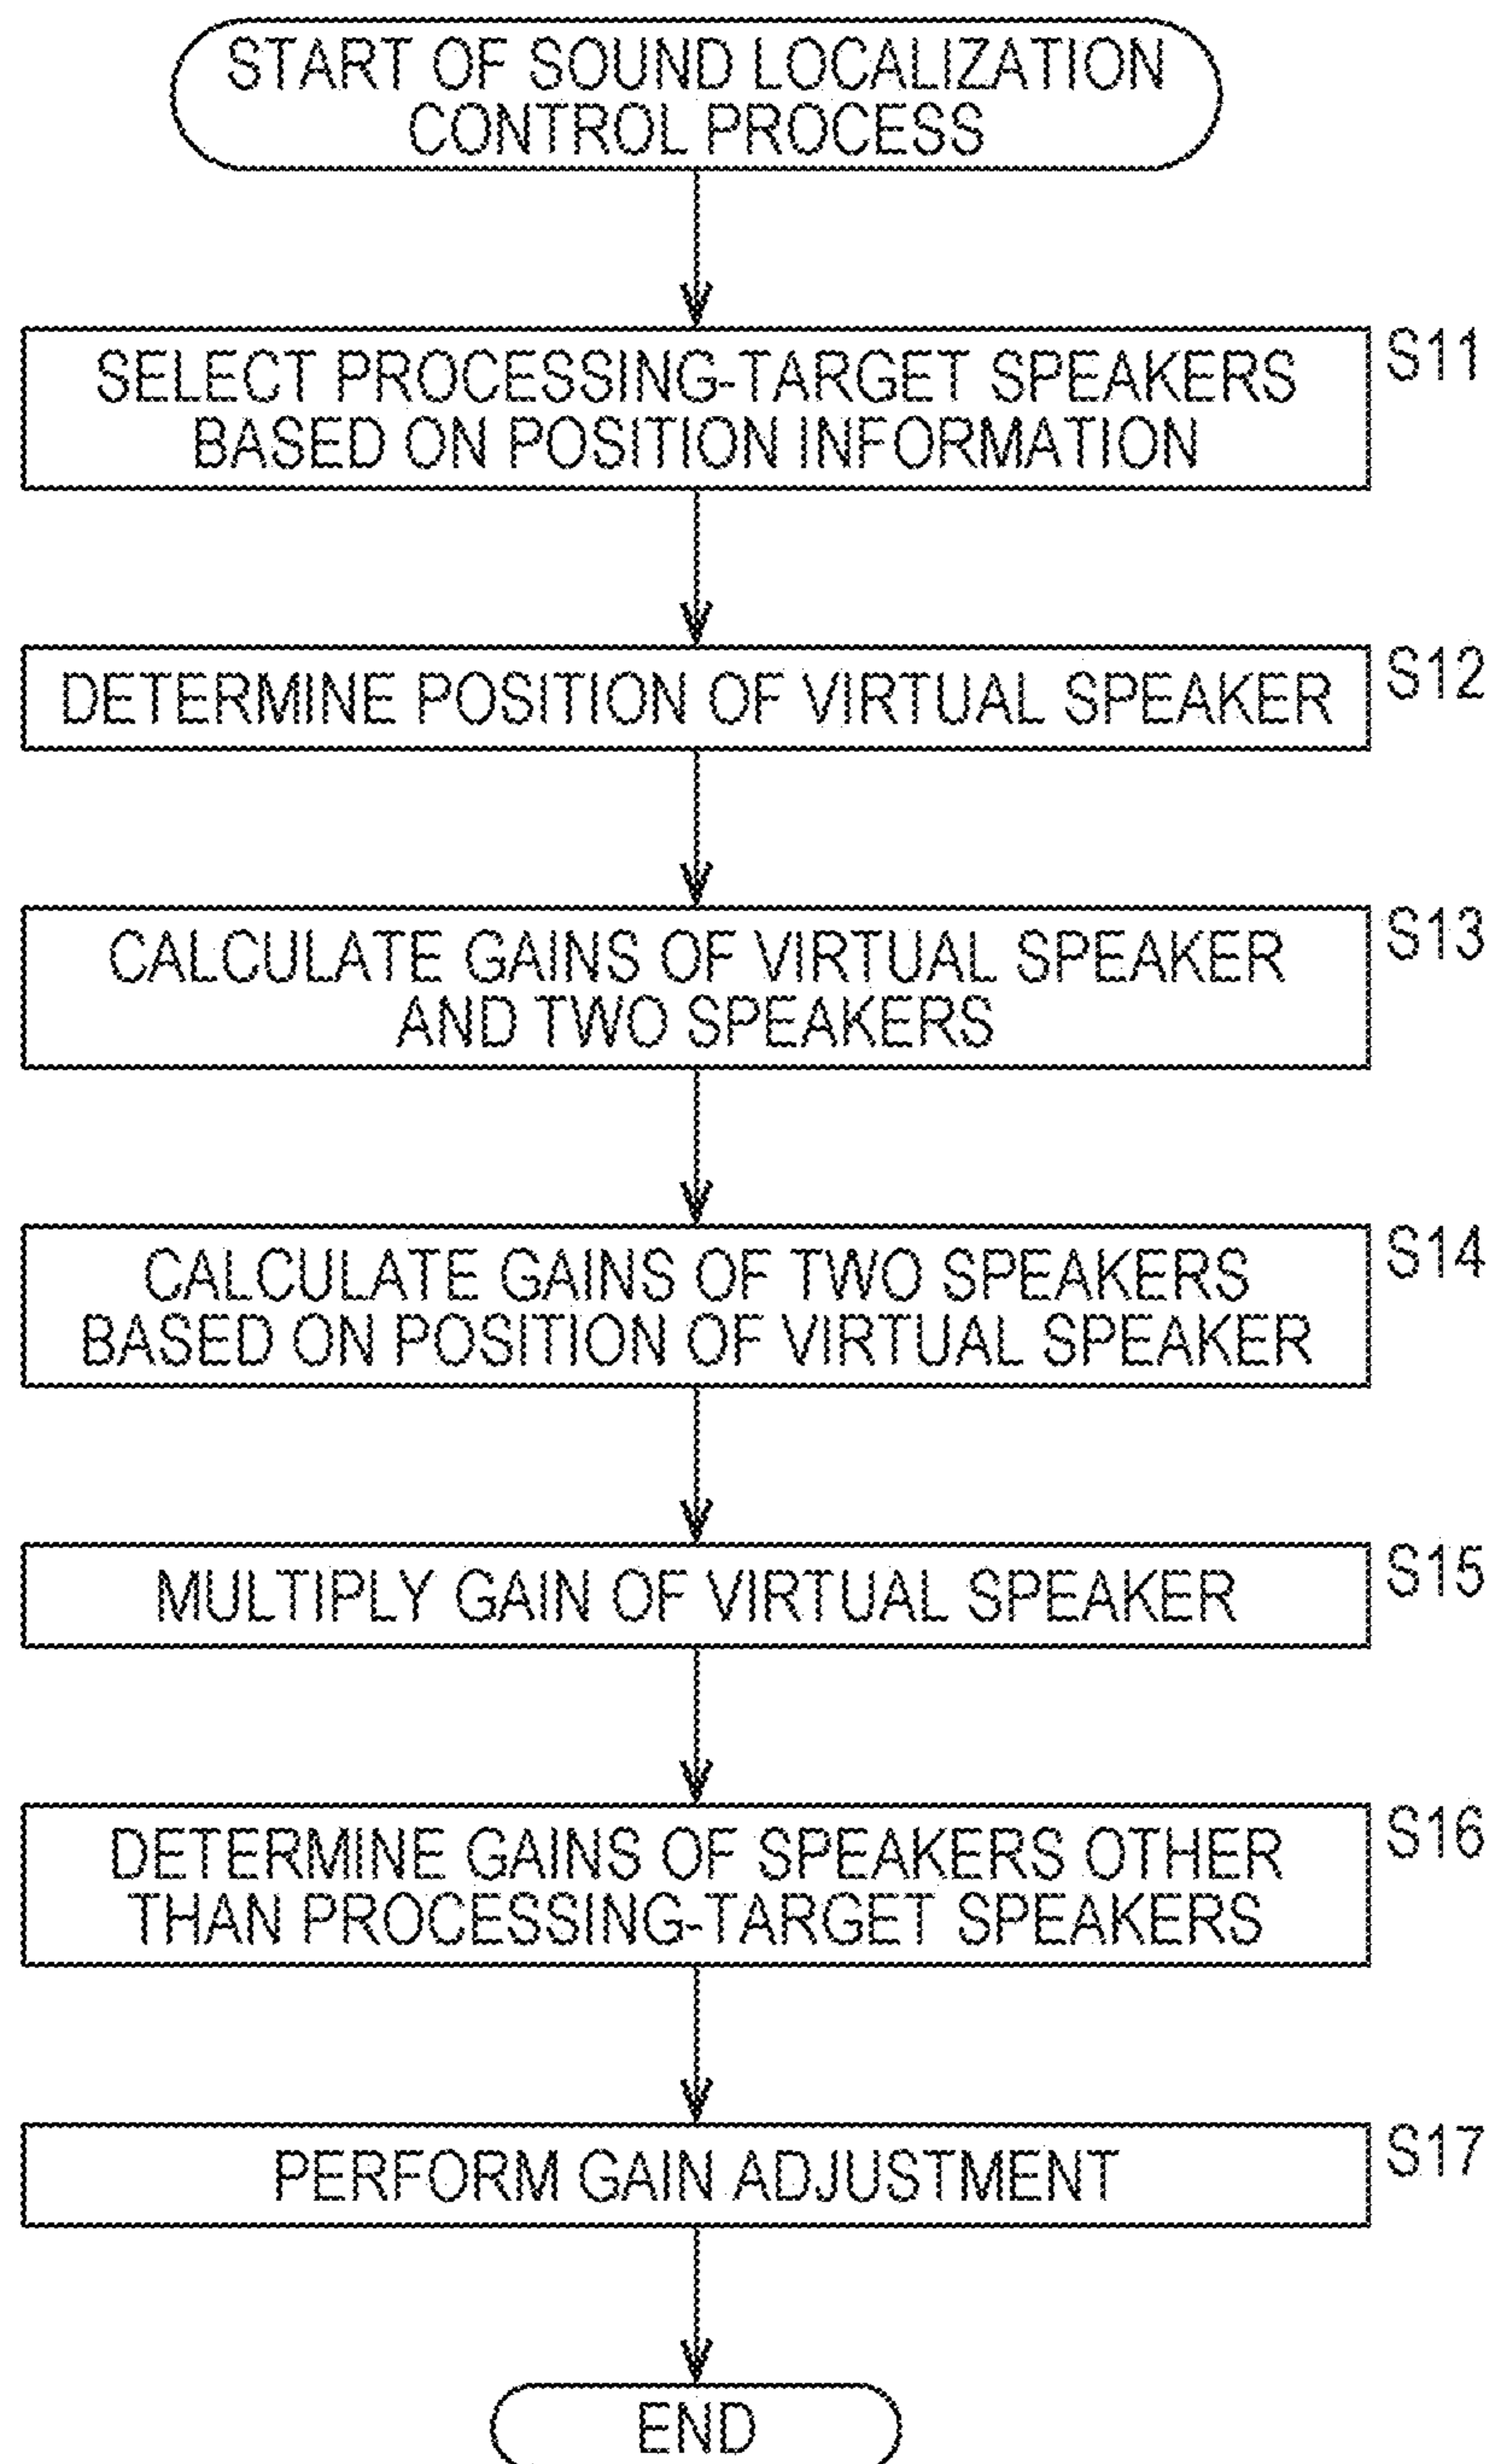 START OF SOUND LOCALIZATION
CONTROL PROCESS
SELECT PROCESSING-TARGET SPEAKERS
BASED ON POSITION INFORMATION
S11
DETERMINE POSITION OF VIRTUAL SPEAKER
S12
CALCULATE GAINS OF VIRTUAL SPEAKER
AND TWO SPEAKERS
S13
CALCULATE GAINS OF TWO SPEAKERS
BASED ON POSITION OF VIRTUAL SPEAKER
S14
MULTIPLY GAIN OF VIRTUAL SPEAKER
S15
DETERMINE GAINS OF SPEAKERS OTHER
THAN PROCESSING-TARGET SPEAKERS
S16
PERFORM GAIN ADJUSTMENT
S17
END